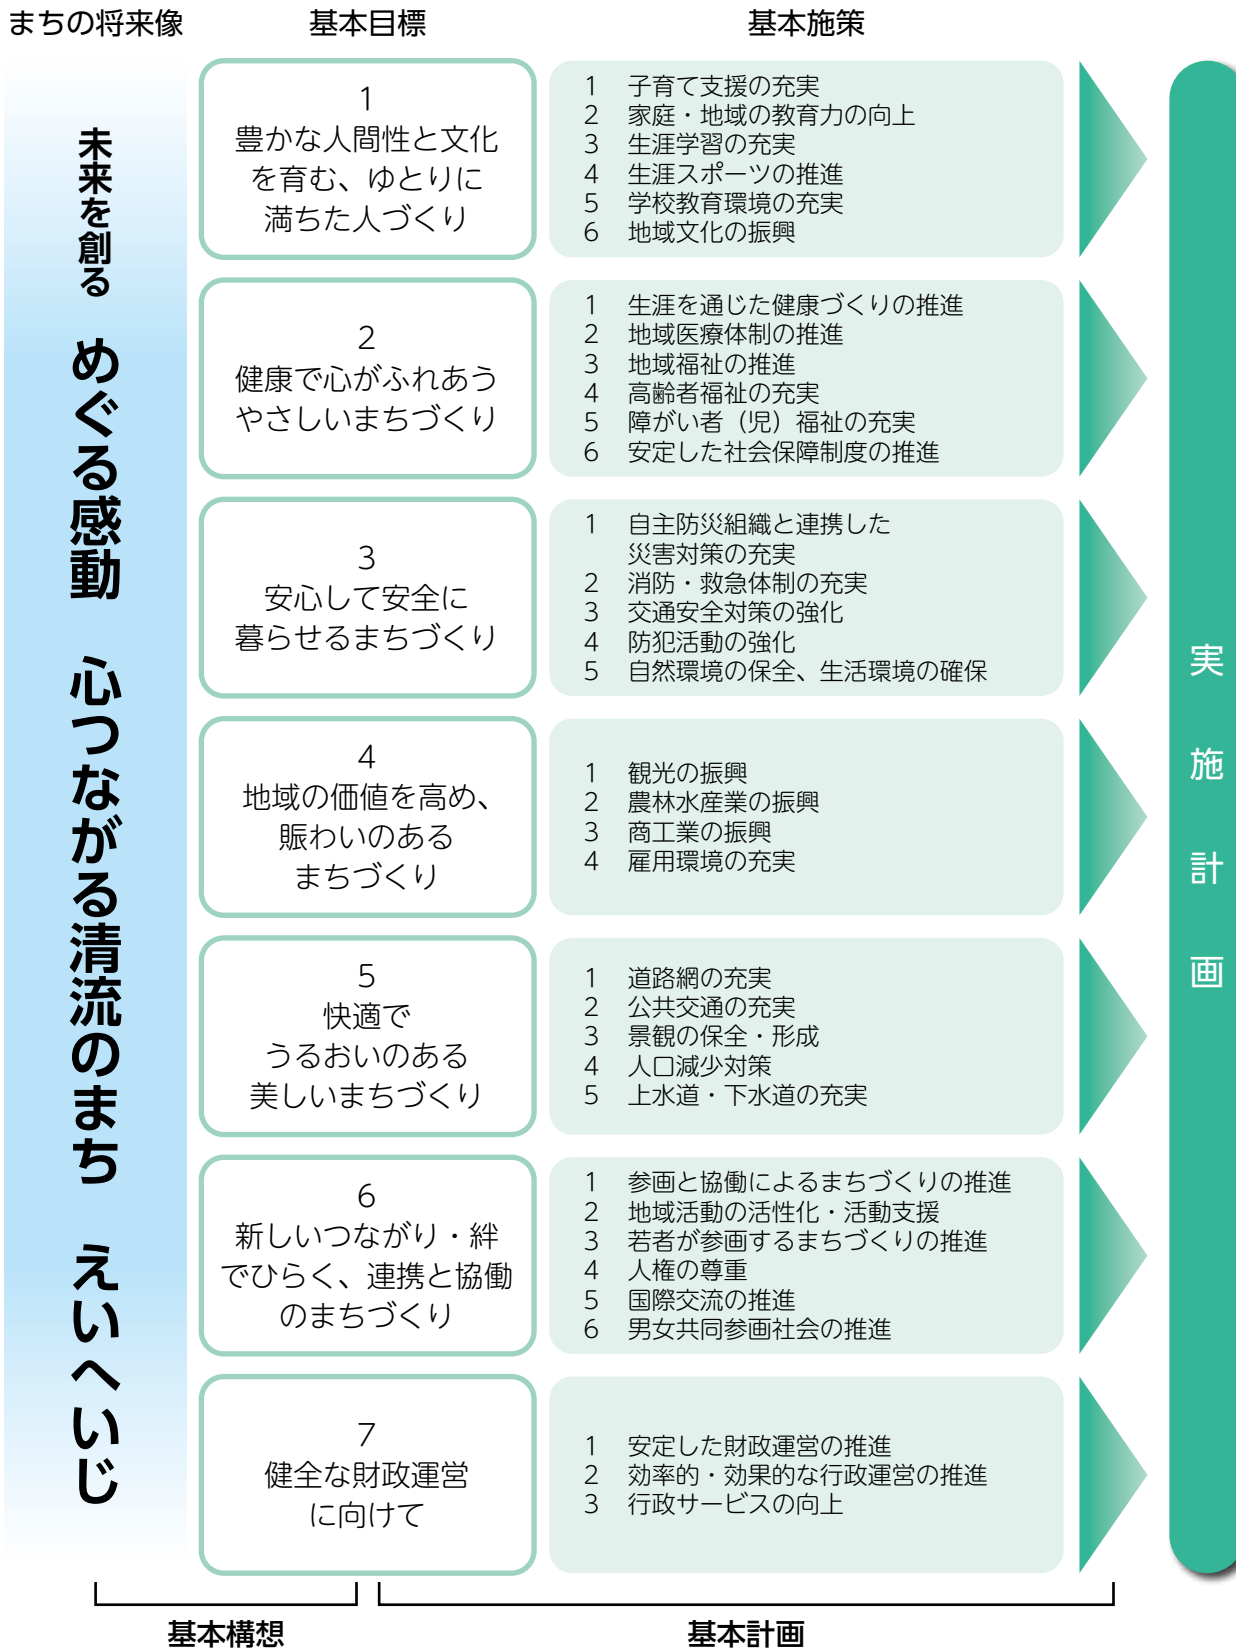 まちの将来像
基本目標
基本施策
未来を創る
めぐる感動 心つながる清流のまち えいへいじ
1
豊かな人間性と文化
を育む、ゆとりに
満ちた人づくり
1 子育て支援の充実
2 家庭・地域の教育力の向上
3 生涯学習の充実
4 生涯スポーツの推進
5 学校教育環境の充実
6 地域文化の振興
2
健康で心がふれあう
やさしいまちづくり
1 生涯を通じた健康づくりの推進
2 地域医療体制の推進
3 地域福祉の推進
4 高齢者福祉の充実
5 障がい者（児）福祉の充実
6 安定した社会保障制度の推進
3
安心して安全に
暮らせるまちづくり
1 自主防災組織と連携した
災害対策の充実
2 消防・救急体制の充実
3 交通安全対策の強化
4 防犯活動の強化
5 自然環境の保全、生活環境の確保
4
地域の価値を高め、
賑わいのある
まちづくり
1 観光の振興
2 農林水産業の振興
3 商工業の振興
4 雇用環境の充実
5
快適で
うるおいのある
美しいまちづくり
1 道路網の充実
2 公共交通の充実
3 景観の保全・形成
4 人口減少対策
5 上水道・下水道の充実
6
新しいつながり・絆
でひらく、連携と協働
のまちづくり
1 参画と協働によるまちづくりの推進
2 地域活動の活性化・活動支援
3 若者が参画するまちづくりの推進
4 人権の尊重
5 国際交流の推進
6 男女共同参画社会の推進
7
健全な財政運営
に向けて
1 安定した財政運営の推進
2 効率的・効果的な行政運営の推進
3 行政サービスの向上
実施計画
基本構想
基本計画